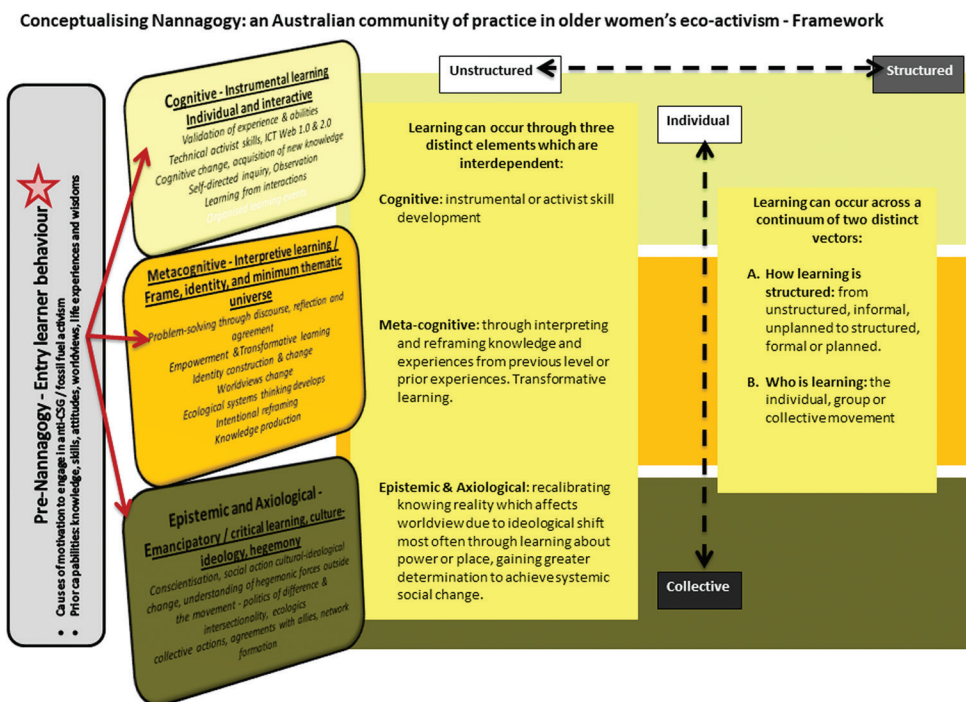 Conceptualising Nannagogy: an Australian community of practice in older women's eco-activism - Framework
Pre-Nannagogy - Entry learner behaviour
• Causes of motivation to engage in anti-CSG / fossil fuel activism
• Prior capabilities: knowledge, skills, attitudes, worldviews, life experiences and wisdoms
Cognitive - Instrumental learning
Individual and interactive
Validation of experience & abilities
Technical activist skills, ICT Web 1.0 & 2.0
Cognitive change, acquisition of new knowledge
Self-directed inquiry, Observation
Learning from interactions
Organised learning events
Metacognitive - Interpretive learning /
Frame, identity, and minimum thematic
universe
Problem-solving through discourse, reflection and
agreement
Empowerment &Transformative learning
Identity construction & change
Worldviews change
Ecological systems thinking develops
Intentional reframing
Knowledge production
Epistemic and Axiological -
Emancipatory / critical learning, culture-
ideology, hegemony
Conscientisation, social action cultural-ideological
change, understanding of hegemonic forces outside
the movement - politics of difference &
intersectionality, ecologics
collective actions, agreements with allies, network
formation
Unstructured
Structured
Learning can occur through three
distinct elements which are
interdependent:
Cognitive: instrumental or activist skill
development
Meta-cognitive: through interpreting
and reframing knowledge and
experiences from previous level or
prior experiences. Transformative
learning.
Epistemic & Axiological: recalibrating
knowing reality which affects
worldview due to ideological shift
most often through learning about
power or place, gaining greater
determination to achieve systemic
social change.
Individual
Learning can occur across a
continuum of two distinct
vectors:
A. How learning is
structured: from
unstructured, informal,
unplanned to structured,
formal or planned.
B. Who is learning: the
individual, group or
collective movement
Collective